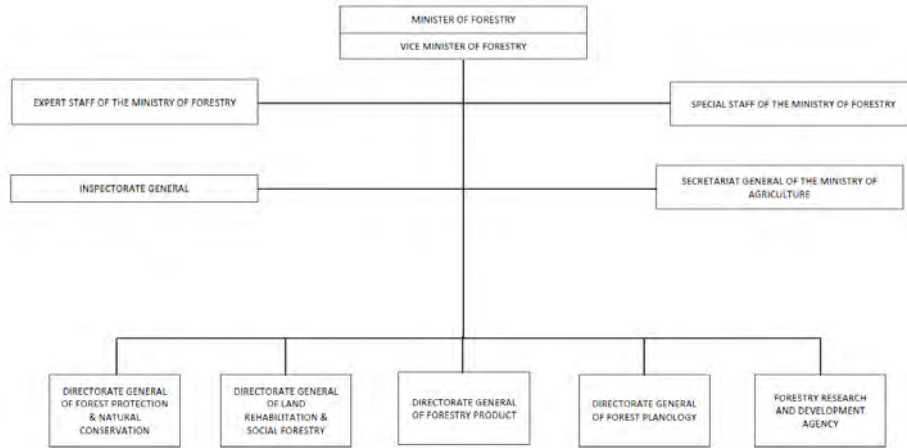 MINISTER OF FORESTRY
VICE MINISTER OF FORESTRY
EXPERT STAFF OF THE MINISTRY OF FORESTRY
SPECIAL STAFF OF THE MINISTRY OF FORESTRY
INSPECTORATE GENERAL
SECRETARIAT GENERAL OF THE MINISTRY OF
AGRICULTURE
DIRECTORATE GENERAL
OF FOREST PROTECTION
& NATURAL
CONSERVATION
DIRECTORATE GENERAL
OF LAND
REHABILITATION &
SOCIAL FORESTRY
DIRECTORATE GENERAL
OF FORESTRY PRODUCT
DIRECTORATE GENERAL
OF FOREST PLANOLOGY
FORESTRY RESEARCH
AND DEVELOPMENT
AGENCY